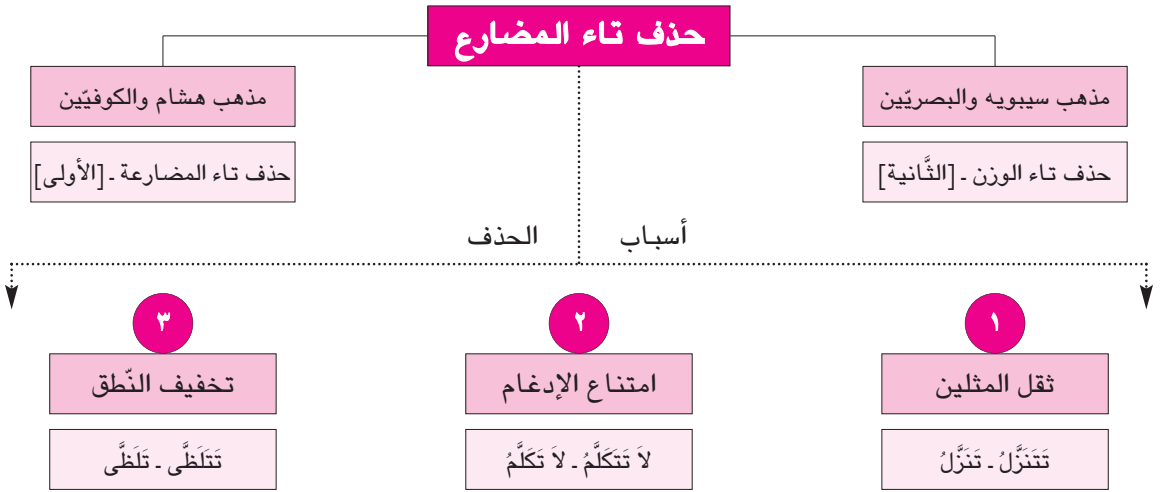 حذف تاء المضارع
مذهب سيبويه والبصريّين
حذف تاء الوزن ـ [الثَّانية]
مذهب هشام والكوفيّين
حذف تاء المضارعة ـ [الأولى]
أسباب الحذف
١
ثقل المثلين
تَتَنَزَّلُ ـ تَنَزَّلُ
٢
امتناع الإدغام
لاَ تَتَكَلَّمُ ـ لاَ تَكَلَّمُ
٣
تخفيف النّطق
تَتَلَظَّى ـ تَلَظَّى